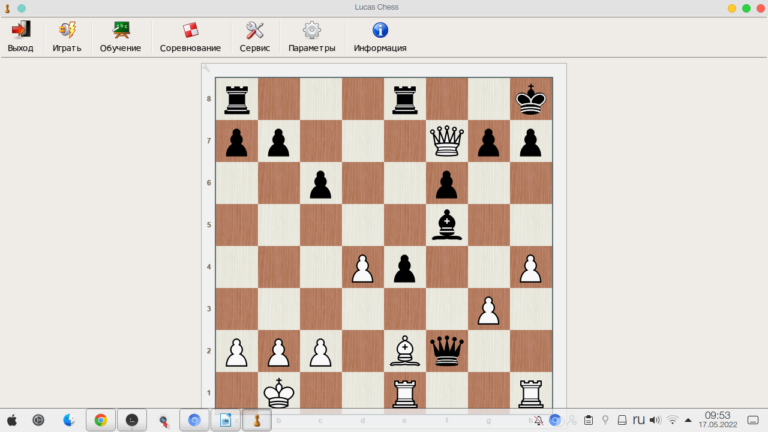 Lucas Chess
Выход Играть Обучение Соревнование Сервис Параметры Информация
8
7
6
5
4
3
2
1
b c d e f g
ru 09:53
17.05.2022